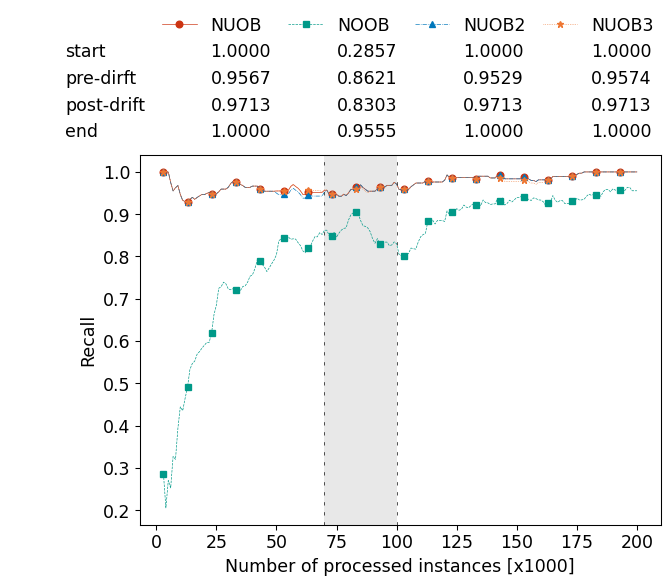 NUOB NOOB NUOB2 NUOB3
start 1.0000 0.2857 1.0000 1.0000
pre-dirft 0.9567 0.8621 0.9529 0.9574
post-drift 0.9713 0.8303 0.9713 0.9713
end 1.0000 0.9555 1.0000 1.0000
1.0
0.9
0.8
0.7
0.6
0.5
0.4
0.3
0.2
Recall
0 25 50 75 100 125 150 175 200
Number of processed instances [x1000]